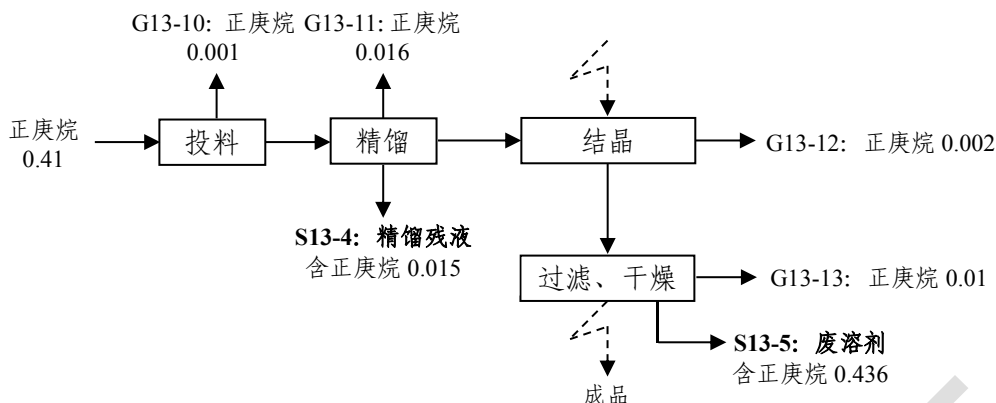 G13-10: 正庚烷
0.001
G13-11: 正庚烷
0.016
正庚烷
0.41
投料
精馏
结晶
G13-12: 正庚烷 0.002
S13-4: 精馏残液
含正庚烷 0.015
过滤、干燥
G13-13: 正庚烷 0.01
S13-5: 废溶剂
含正庚烷 0.436
成品